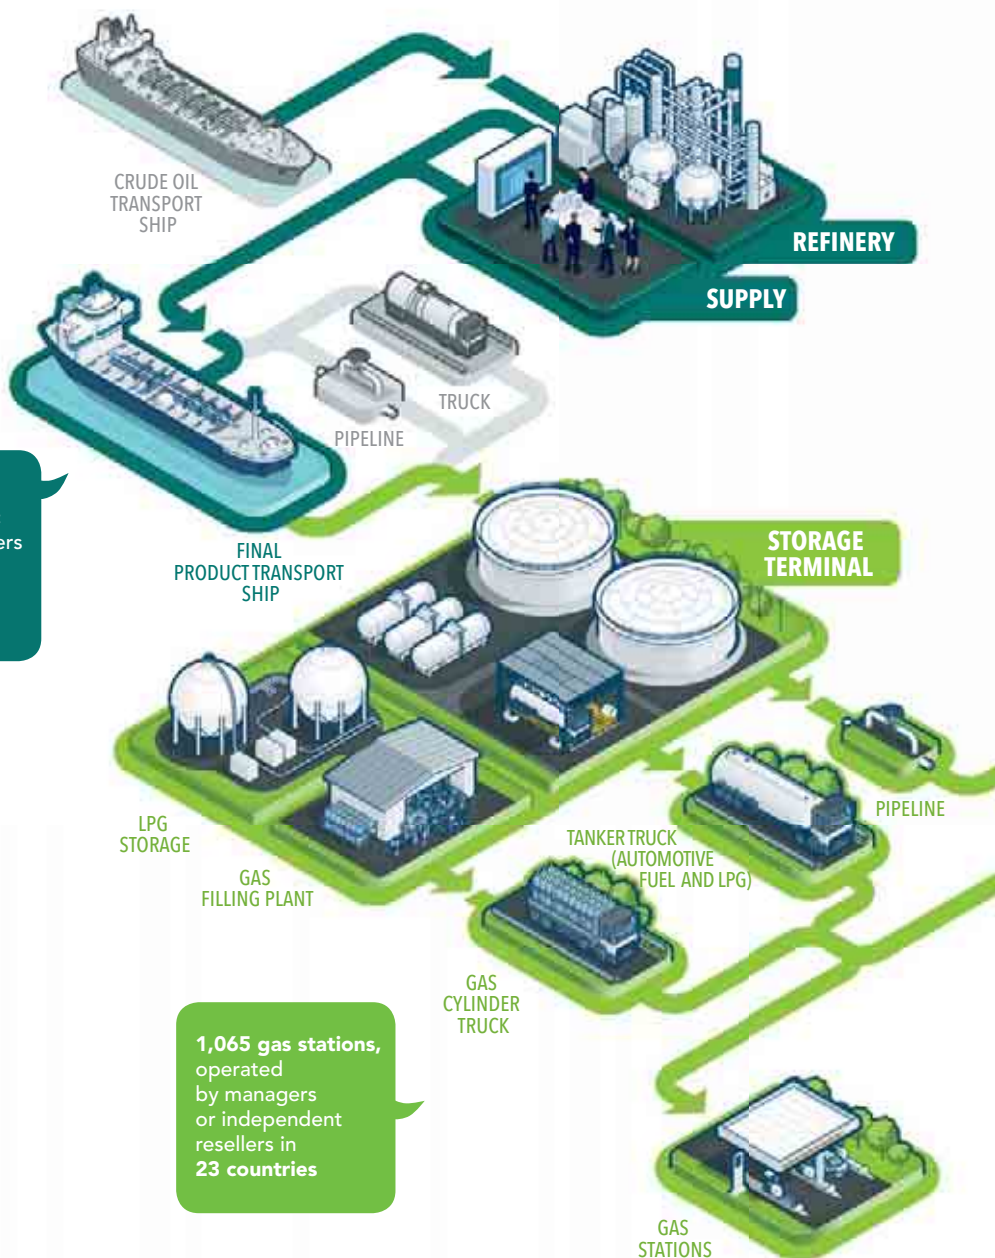 CRUDE OIL
TRANSPORT
SHIP
REFINERY
SUPPLY
TRUCK
PIPELINE
FINAL
PRODUCT TRANSPORT
SHIP
STORAGE
TERMINAL
PIPELINE
LPG
STORAGE
TANKER TRUCK
(AUTOMOTIVE
FUEL AND LPG)
GAS
FILLING PLANT
GAS
CYLINDER
TRUCK
1,065 gas stations,
operated
by managers
or independent
resellers in
23 countries
GAS
STATIONS